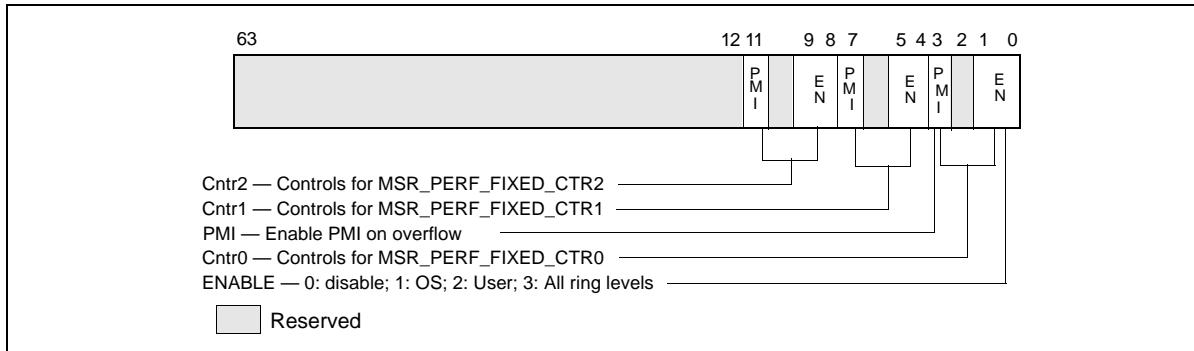 63 12 11 9 8 7 5 4 3 2 1 0
PMI EN PMI EN PMI EN
Cntr2 — Controls for MSR_PERF_FIXED_CTR2
Cntr1 — Controls for MSR_PERF_FIXED_CTR1
PMI — Enable PMI on overflow
Cntr0 — Controls for MSR_PERF_FIXED_CTR0
ENABLE — 0: disable; 1: OS; 2: User; 3: All ring levels
Reserved